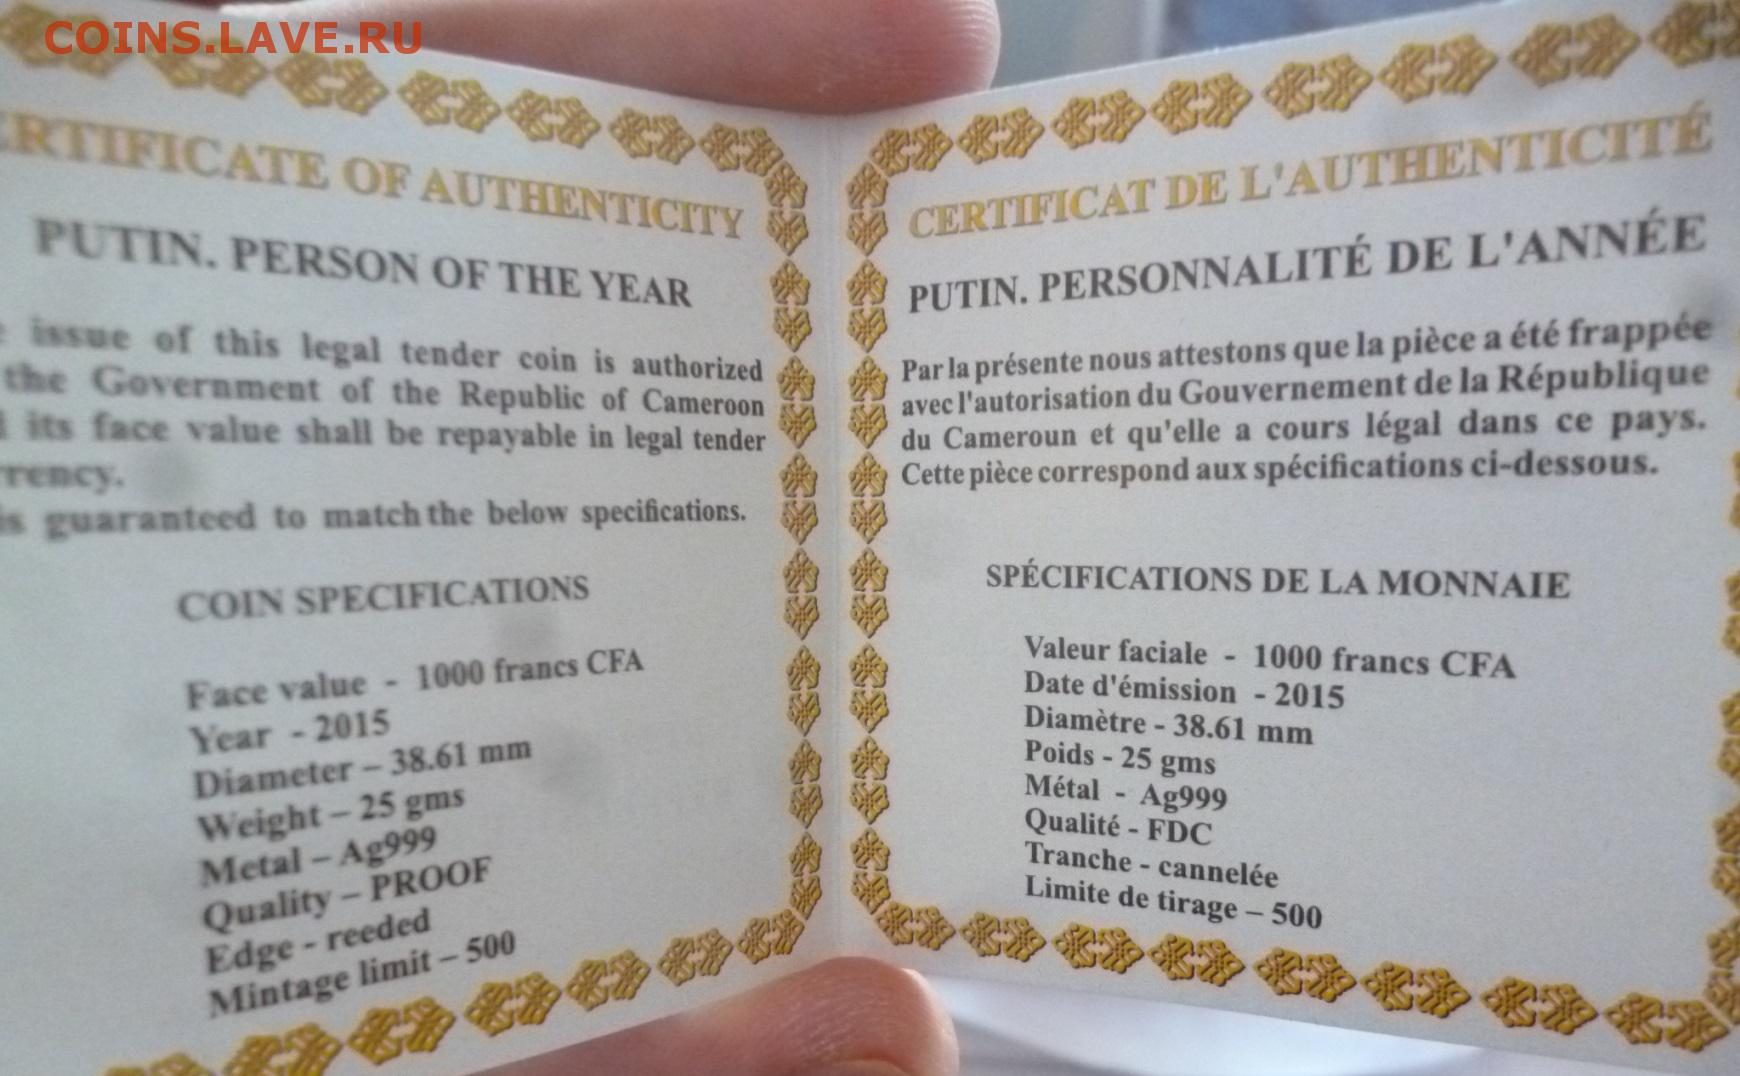 COINS.LAVE.RU
ERTIFICATE OF AUTHENTICITY
PUTIN. PERSON OF THE YEAR
e issue of this legal tender coin is authorized
the Government of the Republic of Cameroon
d its face value shall be repayable in legal tender
rrency.
is guaranteed to match the below specifications.
COIN SPECIFICATIONS
Face value - 1000 francs CFA
Year - 2015
Diameter – 38.61 mm
Weight – 25 gms
Metal – Ag999
Quality – PROOF
Edge - reeded
Mintage limit – 500
CERTIFICAT DE L'AUTHENTICITÉ
PUTIN. PERSONNALITÉ DE L'ANNÉE
Par la présente nous attestons que la pièce a été frappée
avec l'autorisation du Gouvernement de la République
du Cameroun et qu'elle a cours légal dans ce pays.
Cette pièce correspond aux spécifications ci-dessous.
SPÉCIFICATIONS DE LA MONNAIE
Valeur faciale - 1000 francs CFA
Date d'émission - 2015
Diamètre - 38.61 mm
Poids - 25 gms
Métal - Ag999
Qualité - FDC
Tranche - cannelée
Limite de tirage – 500